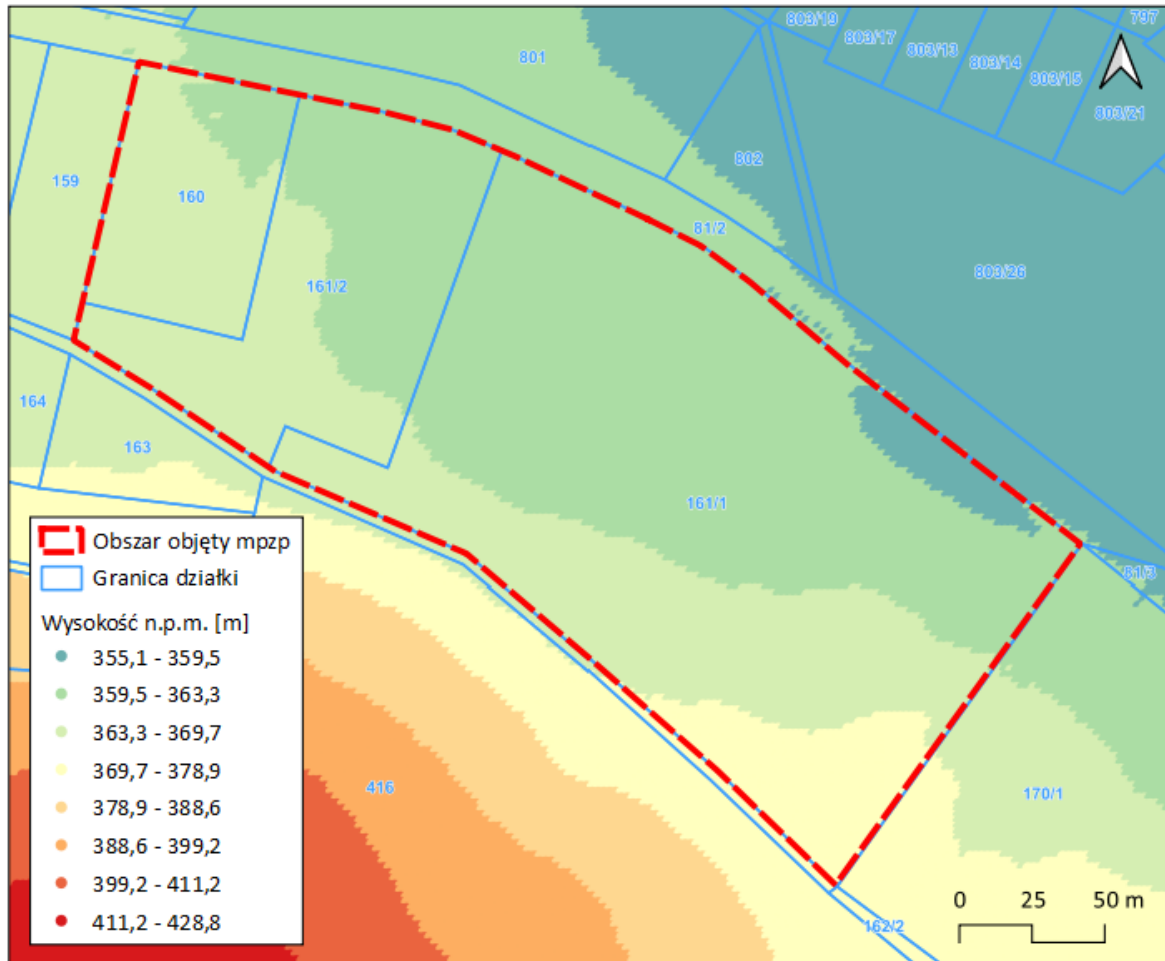 803/19
797
803/17
801
803/13
803/14
803/15
803/21
802
159
160
81/2
803/26
161/2
164
163
161/1
81/3
Obszar objęty mpzp
Granica działki
Wysokość n.p.m. [m]
355,1 - 359,5
359,5 - 363,3
363,3 - 369,7
369,7 - 378,9
378,9 - 388,6
388,6 - 399,2
399,2 - 411,2
411,2 - 428,8
416
170/1
0 25 50 m
162/2